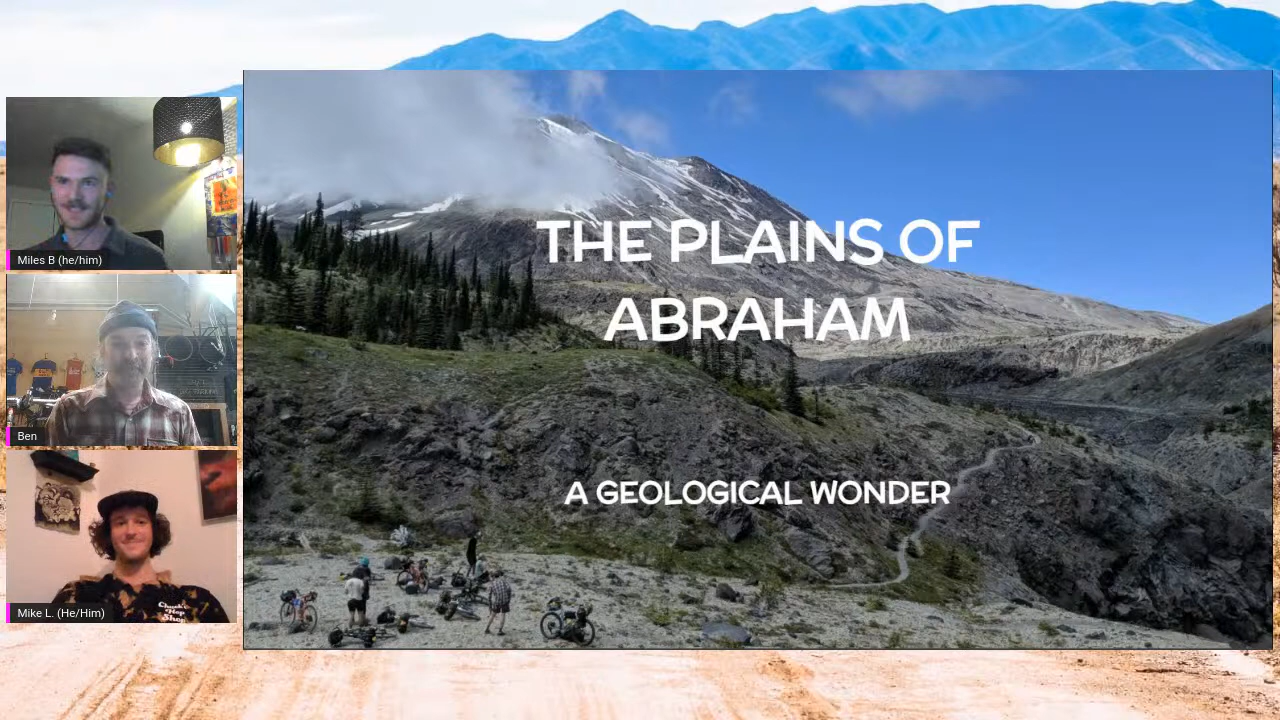 Miles B (he/him)
Ben
Mike L. (He/Him)
THE PLAINS OF
ABRAHAM
A GEOLOGICAL WONDER